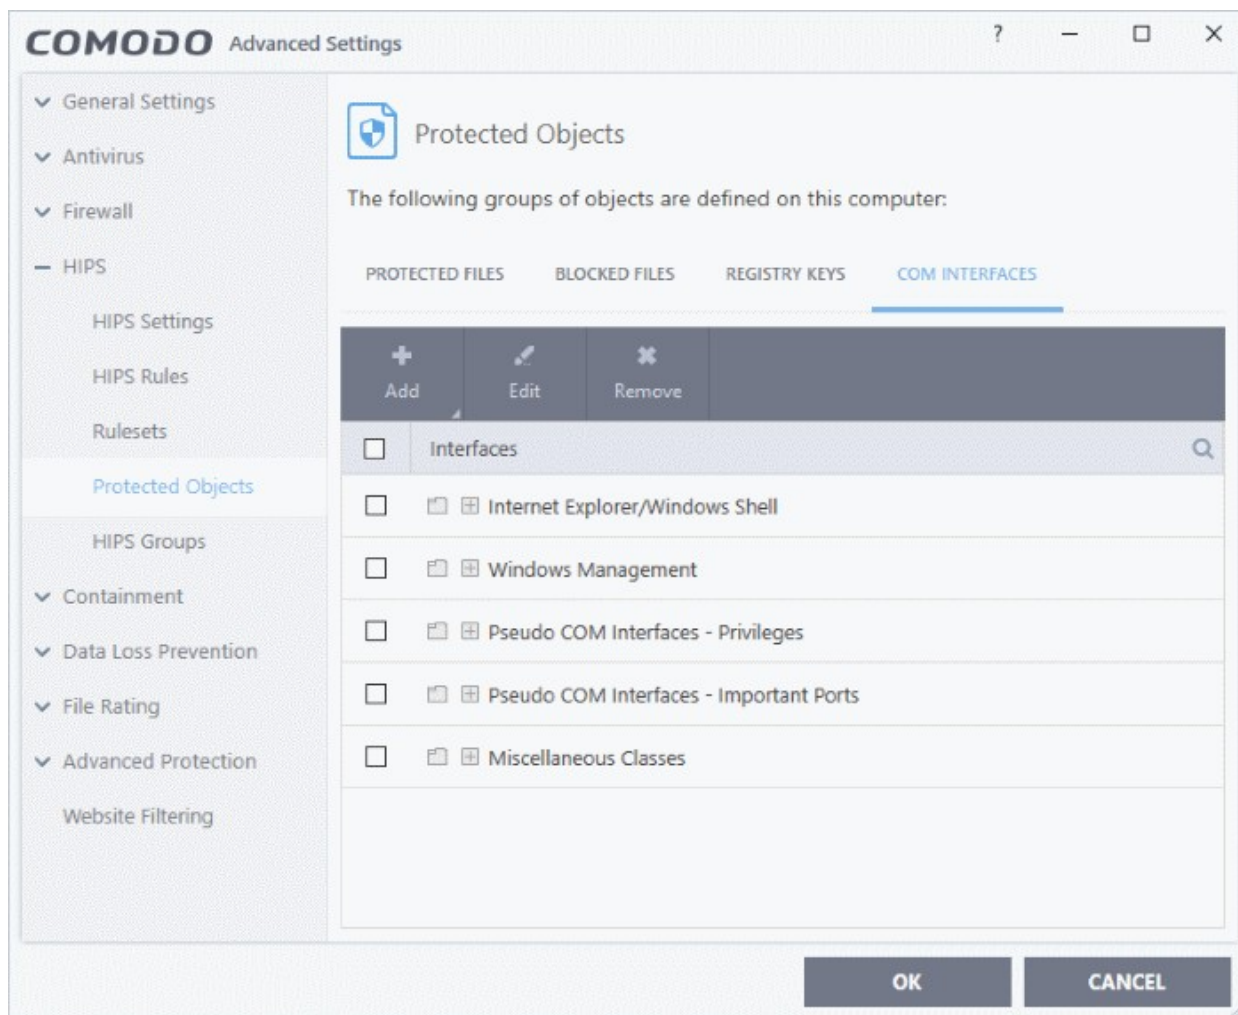 COMODO Advanced Settings ?
General Settings
Antivirus
Firewall
HIPS
HIPS Settings
HIPS Rules
Rulesets
Protected Objects
HIPS Groups
Containment
Data Loss Prevention
File Rating
Advanced Protection
Website Filtering
Protected Objects
The following groups of objects are defined on this computer:
PROTECTED FILES BLOCKED FILES REGISTRY KEYS COM INTERFACES
Add Edit Remove
Interfaces
Internet Explorer/Windows Shell
Windows Management
Pseudo COM Interfaces - Privileges
Pseudo COM Interfaces - Important Ports
Miscellaneous Classes
OK CANCEL